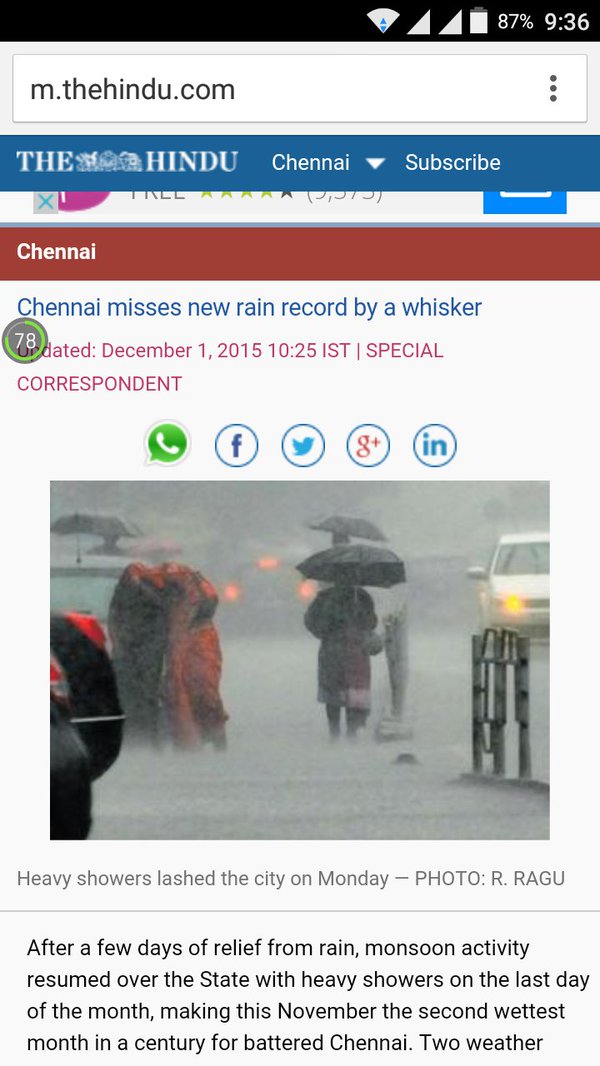 87% 9:36
m.thehindu.com
THE HINDU Chennai Subscribe
FREE (9,375)
Chennai
Chennai misses new rain record by a whisker
78
Updated: December 1, 2015 10:25 IST | SPECIAL
CORRESPONDENT
f g+ in
Heavy showers lashed the city on Monday — PHOTO: R. RAGU
After a few days of relief from rain, monsoon activity
resumed over the State with heavy showers on the last day
of the month, making this November the second wettest
month in a century for battered Chennai. Two weather